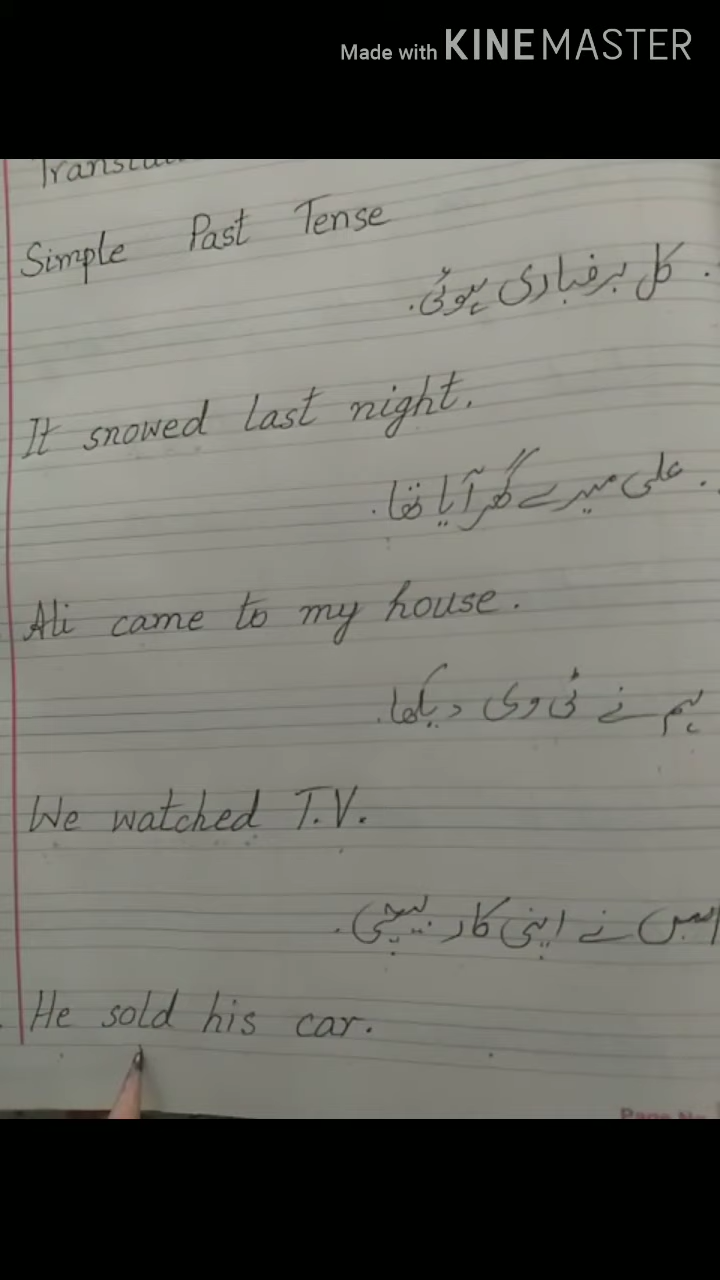 Made with KINEMASTER
Simple Past Tense
کل برفباری ہوئی.
It snowed last night.
علی میرے گھر آیا تھا.
Ali came to my house.
ہم نے ٹی وی دیکھا.
We watched T.V.
اس نے اپنی کار بیچی.
He sold his car.